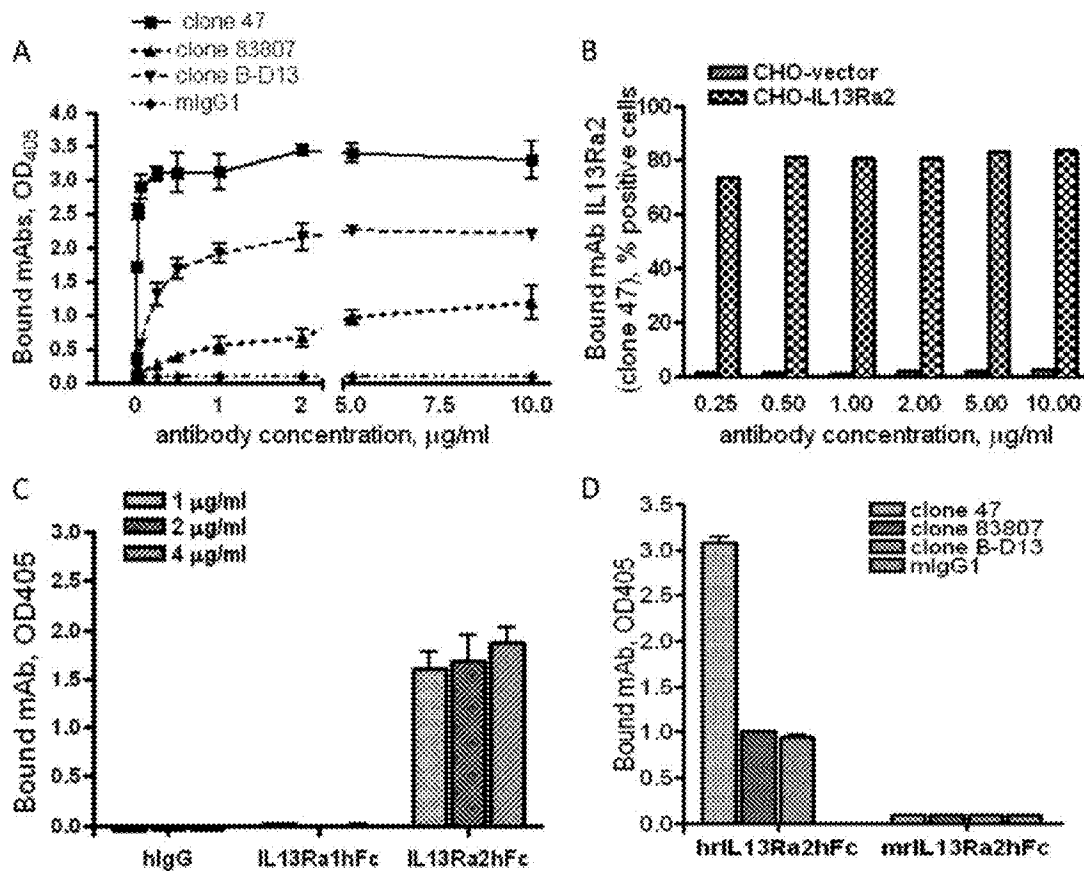 A
clone 47
clone 83807
clone B-D13
mIgG1
Bound mAbs, OD405
4.0
3.5
3.0
2.5
2.0
1.5
1.0
0.5
0.0
0 1 2 5.0 7.5 10.0
antibody concentration, µg/ml
B
CHO-vector
CHO-IL13Ra2
Bound mAb IL13Ra2
(clone 47), % positive cells
100
80
60
40
20
0
0.25 0.50 1.00 2.00 5.00 10.00
antibody concentration, µg/ml
C
1 µg/ml
2 µg/ml
4 µg/ml
Bound mAb, OD405
3.0
2.5
2.0
1.5
1.0
0.5
0.0
hIgG IL13Ra1hFc IL13Ra2hFc
D
clone 47
clone 83807
clone B-D13
mIgG1
Bound mAb, OD405
3.5
3.0
2.5
2.0
1.5
1.0
0.5
0.0
hrIL13Ra2hFc mrIL13Ra2hFc